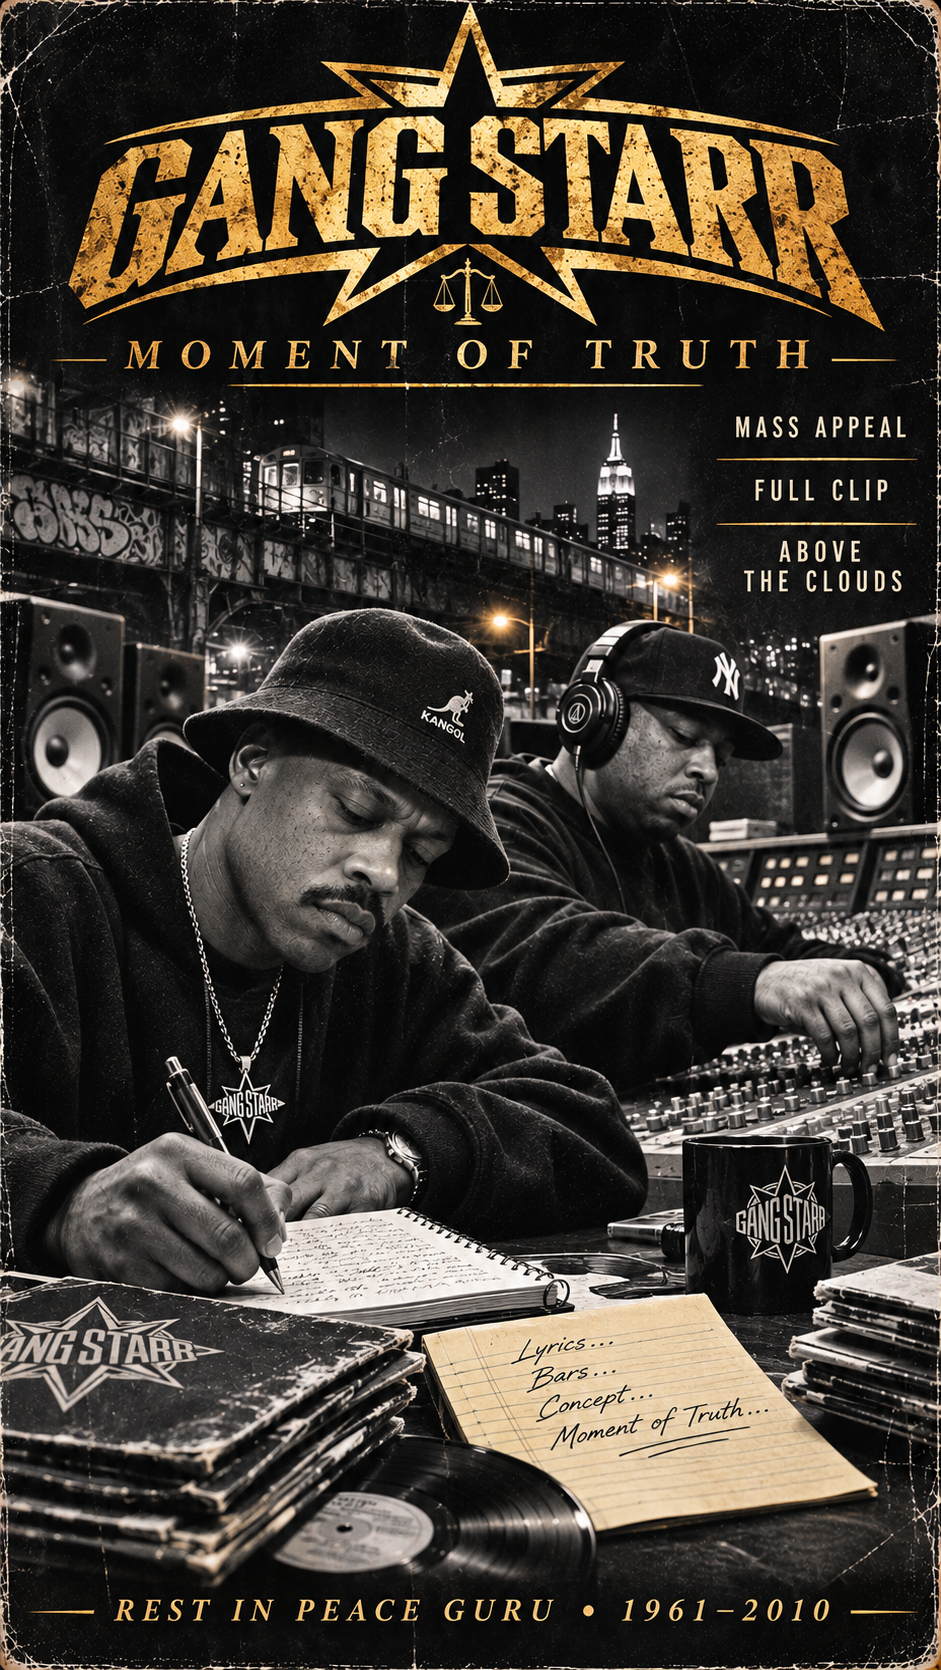 GANG STARR
MOMENT OF TRUTH
MASS APPEAL
FULL CLIP
ABOVE
THE CLOUDS
NY
KANGOL
GANG STARR
GANG STARR
GANG STARR
Lyrics...
Bars...
Concept...
Moment of Truth...
REST IN PEACE GURU • 1961–2010